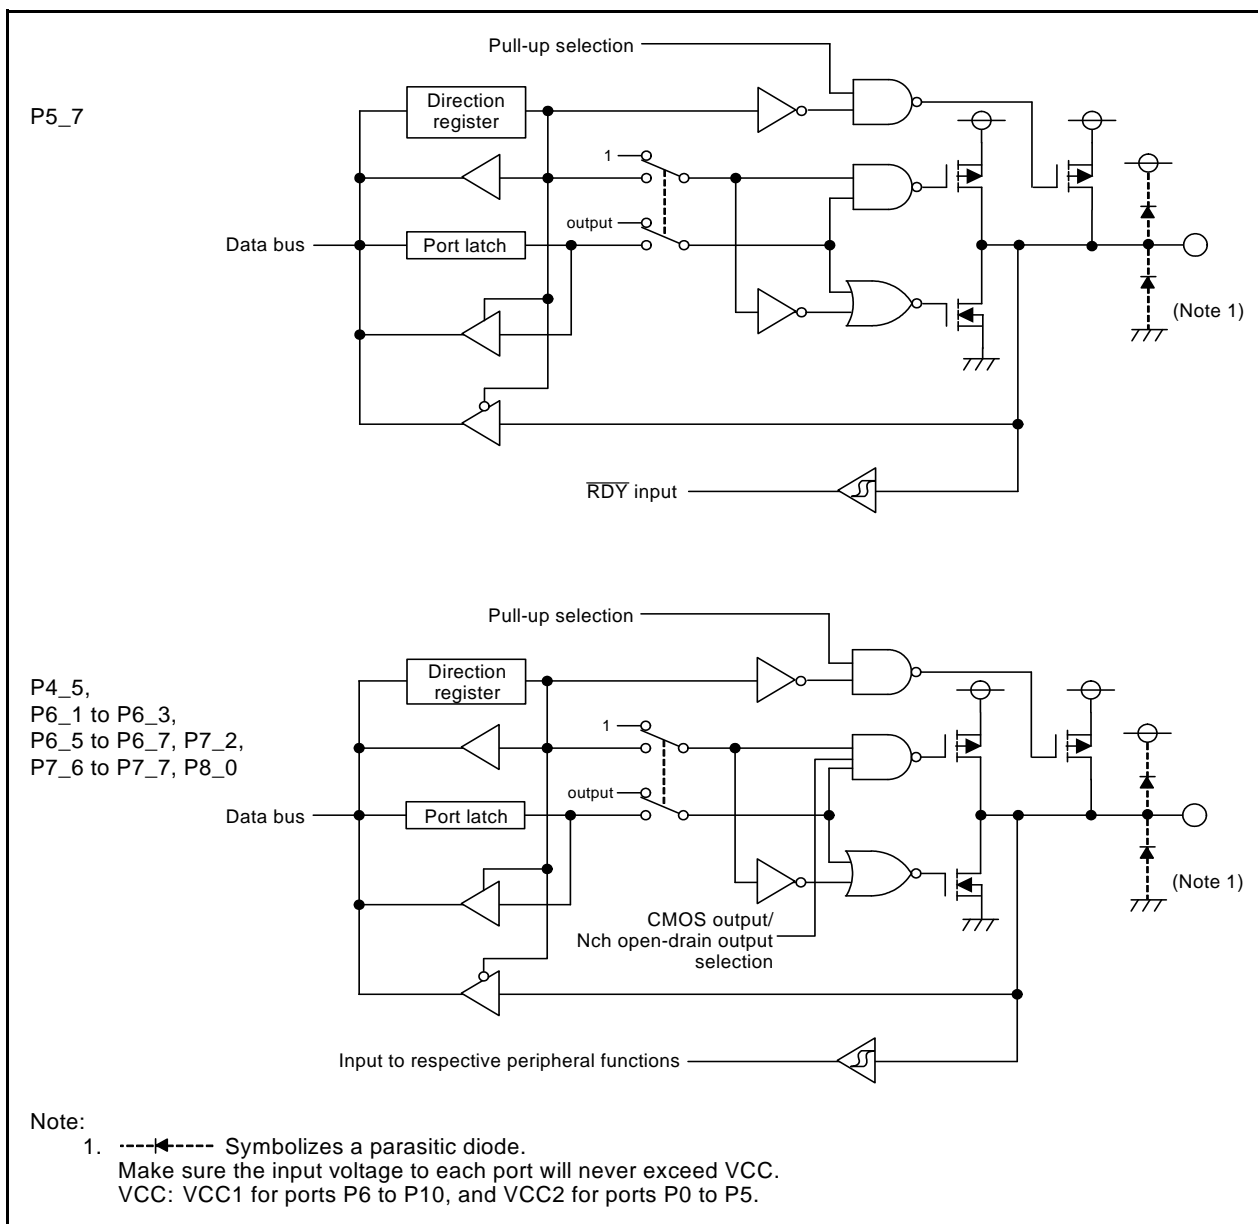 Pull-up selection
P5_7
Direction
register
1
output
Data bus
Port latch
(Note 1)
RDY input
Pull-up selection
P4_5,
P6_1 to P6_3,
P6_5 to P6_7, P7_2,
P7_6 to P7_7, P8_0
Direction
register
1
output
Data bus
Port latch
(Note 1)
CMOS output/
Nch open-drain output
selection
Input to respective peripheral functions
Note:
1. Symbolizes a parasitic diode.
Make sure the input voltage to each port will never exceed VCC.
VCC: VCC1 for ports P6 to P10, and VCC2 for ports P0 to P5.